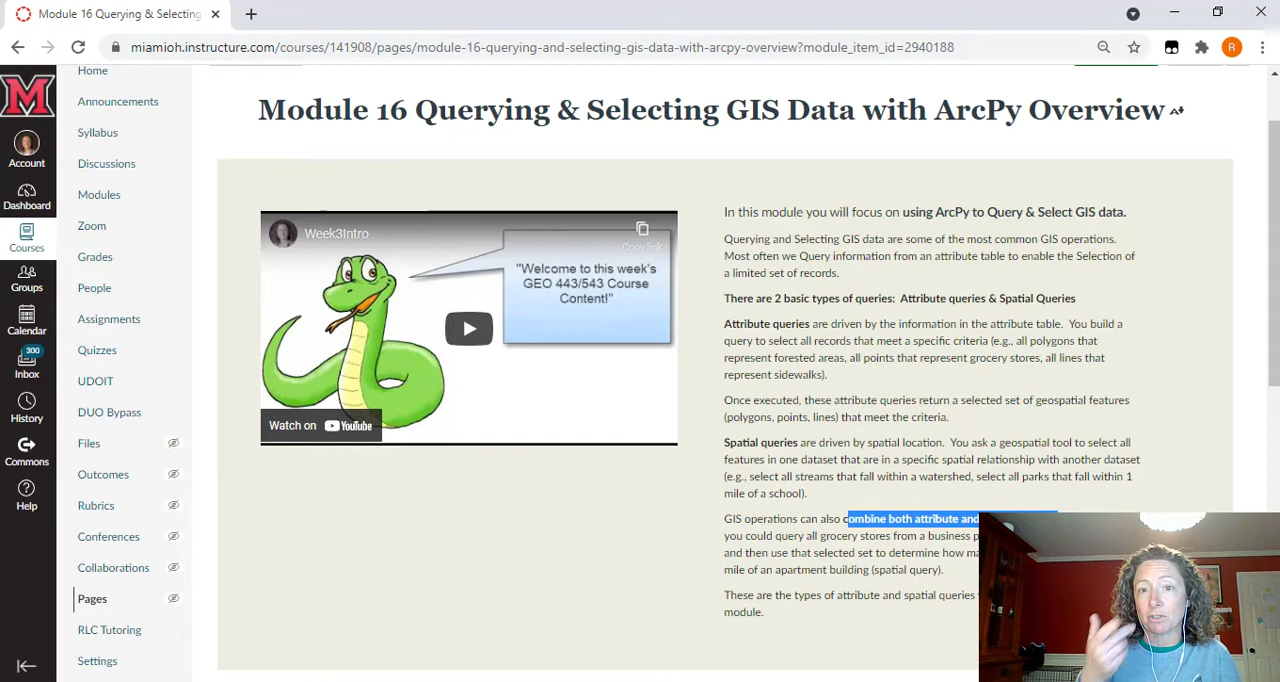 Module 16 Querying & Selecting
miamioh.instructure.com/courses/141908/pages/module-16-querying-and-selecting-gis-data-with-arcpy-overview?module_item_id=2940188
R
M
Account
Dashboard
Courses
Groups
Calendar
300
Inbox
History
Commons
Help
Home
Announcements
Syllabus
Discussions
Modules
Zoom
Grades
People
Assignments
Quizzes
UDOIT
DUO Bypass
Files
Outcomes
Rubrics
Conferences
Collaborations
Pages
RLC Tutoring
Settings
Module 16 Querying & Selecting GIS Data with ArcPy Overview
Week3Intro
Copy link
"Welcome to this week's
GEO 443/543 Course
Content!"
Watch on YouTube
In this module you will focus on using ArcPy to Query & Select GIS data.
Querying and Selecting GIS data are some of the most common GIS operations.
Most often we Query information from an attribute table to enable the Selection of
a limited set of records.
There are 2 basic types of queries: Attribute queries & Spatial Queries
Attribute queries are driven by the information in the attribute table. You build a
query to select all records that meet a specific criteria (e.g., all polygons that
represent forested areas, all points that represent grocery stores, all lines that
represent sidewalks).
Once executed, these attribute queries return a selected set of geospatial features
(polygons, points, lines) that meet the criteria.
Spatial queries are driven by spatial location. You ask a geospatial tool to select all
features in one dataset that are in a specific spatial relationship with another dataset
(e.g., select all streams that fall within a watershed, select all parks that fall within 1
mile of a school).
GIS operations can also combine both attribute and
you could query all grocery stores from a business
and then use that selected set to determine how
mile of an apartment building (spatial query).
These are the types of attribute and spatial queries
module.